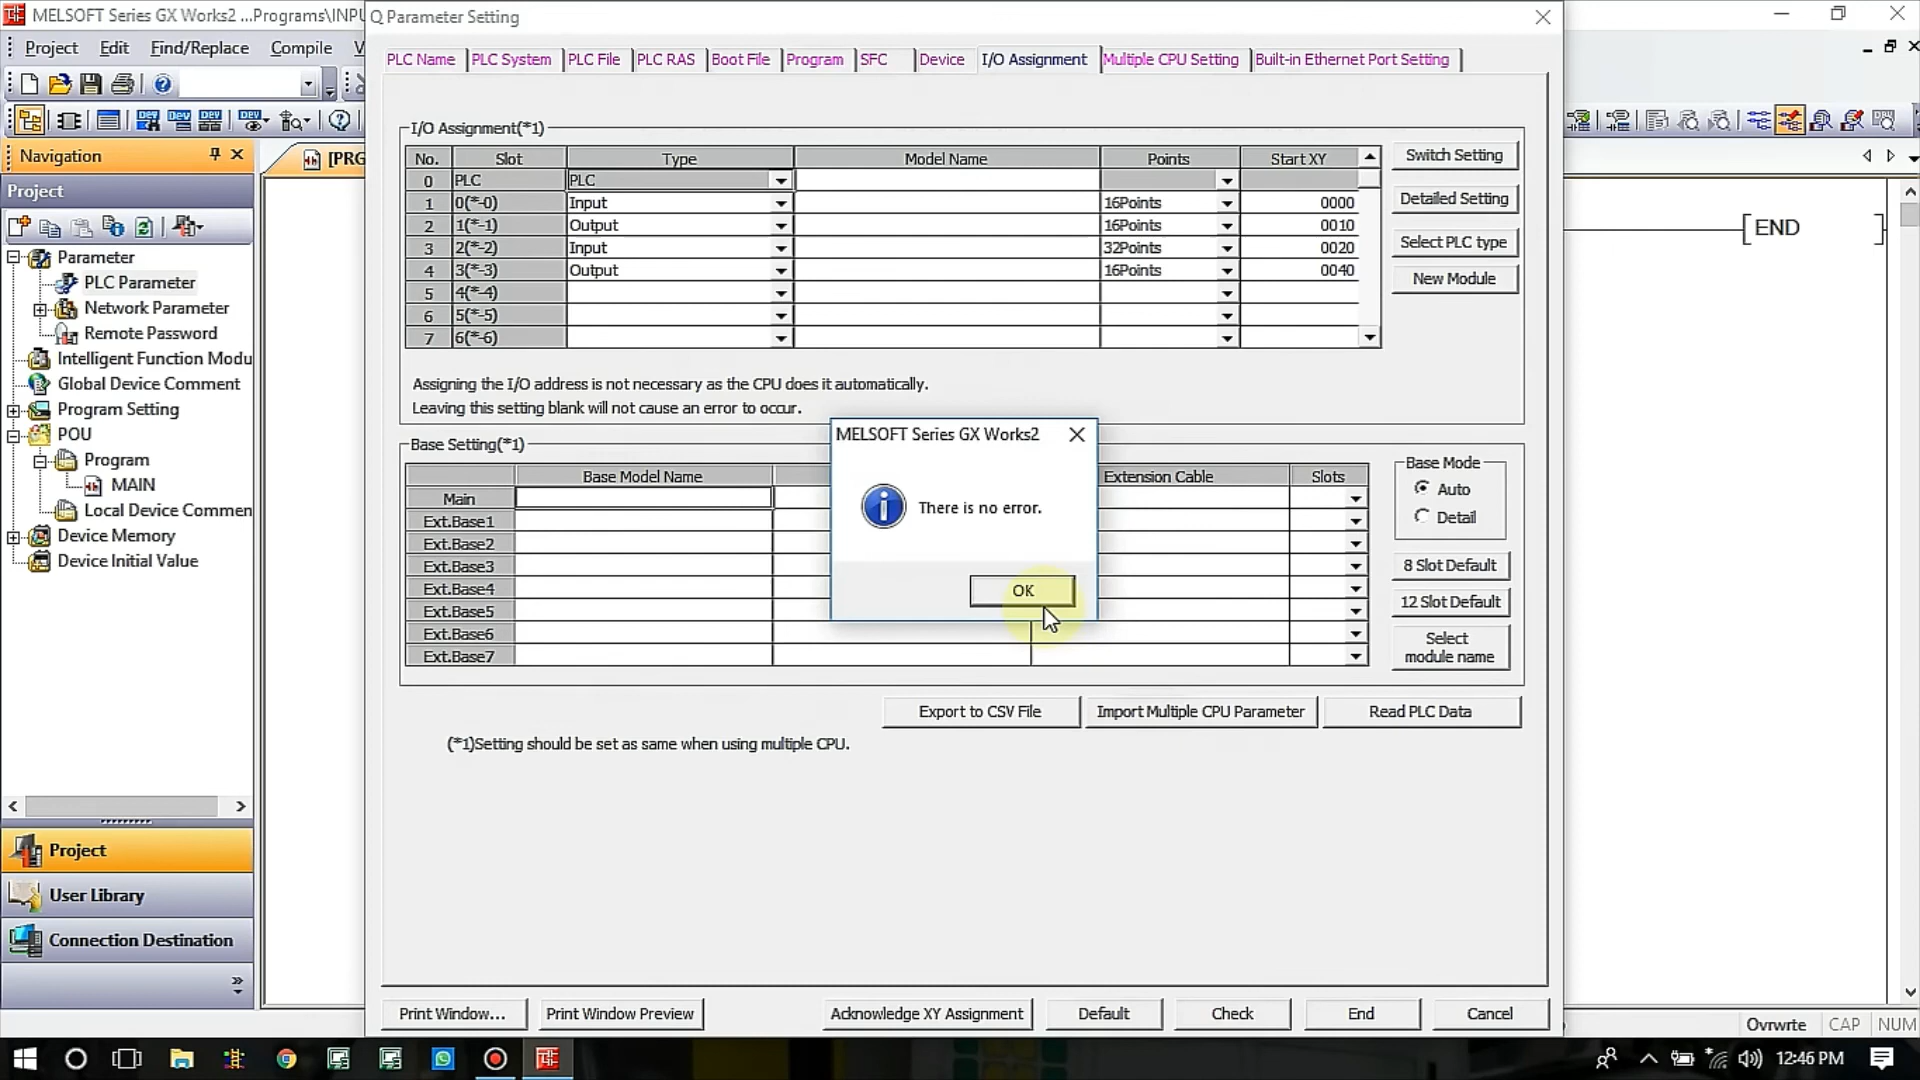 MELSOFT Series GX Works2 ...Programs\INPU
Q Parameter Setting
Project Edit Find/Replace Compile V
PLC Name PLC System PLC File PLC RAS Boot File Program SFC Device I/O Assignment Multiple CPU Setting Built-in Ethernet Port Setting
Navigation
[PRG
Project
Parameter
PLC Parameter
Network Parameter
Remote Password
Intelligent Function Modu
Global Device Comment
Program Setting
POU
Program
MAIN
Local Device Commen
Device Memory
Device Initial Value
Project
User Library
Connection Destination
I/O Assignment(*1)
No. Slot Type Model Name Points Start XY
0 PLC PLC
1 0(*-0) Input 16Points 0000
2 1(*-1) Output 16Points 0010
3 2(*-2) Input 32Points 0020
4 3(*-3) Output 16Points 0040
5 4(*-4)
6 5(*-5)
7 6(*-6)
Switch Setting
Detailed Setting
Select PLC type
New Module
[END ]
Assigning the I/O address is not necessary as the CPU does it automatically.
Leaving this setting blank will not cause an error to occur.
Base Setting(*1)
Base Model Name Extension Cable Slots
Main
Ext.Base1
Ext.Base2
Ext.Base3
Ext.Base4
Ext.Base5
Ext.Base6
Ext.Base7
MELSOFT Series GX Works2
There is no error.
OK
Base Mode
Auto
Detail
8 Slot Default
12 Slot Default
Select
module name
Export to CSV File Import Multiple CPU Parameter Read PLC Data
(*1)Setting should be set as same when using multiple CPU.
Print Window... Print Window Preview Acknowledge XY Assignment Default Check End Cancel
Ovrwrte CAP NUM
12:46 PM